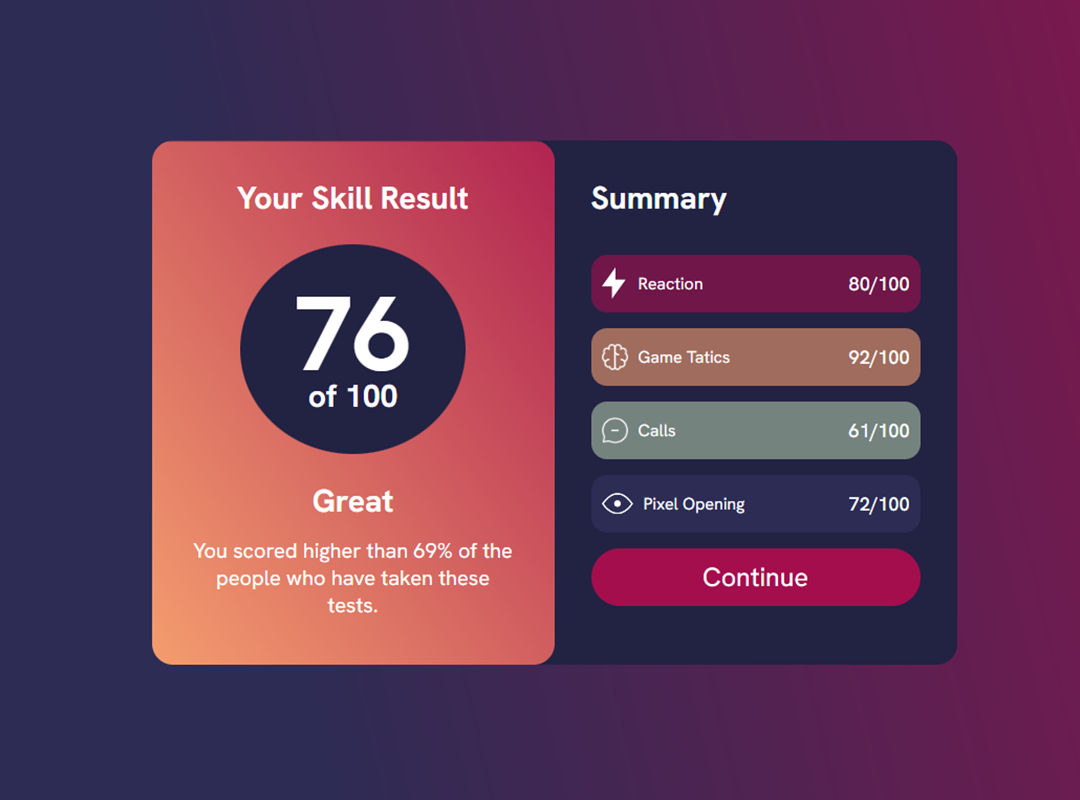 Your Skill Result
76
of 100
Great
You scored higher than 69% of the
people who have taken these
tests.
Summary
Reaction 80/100
Game Tatics 92/100
Calls 61/100
Pixel Opening 72/100
Continue